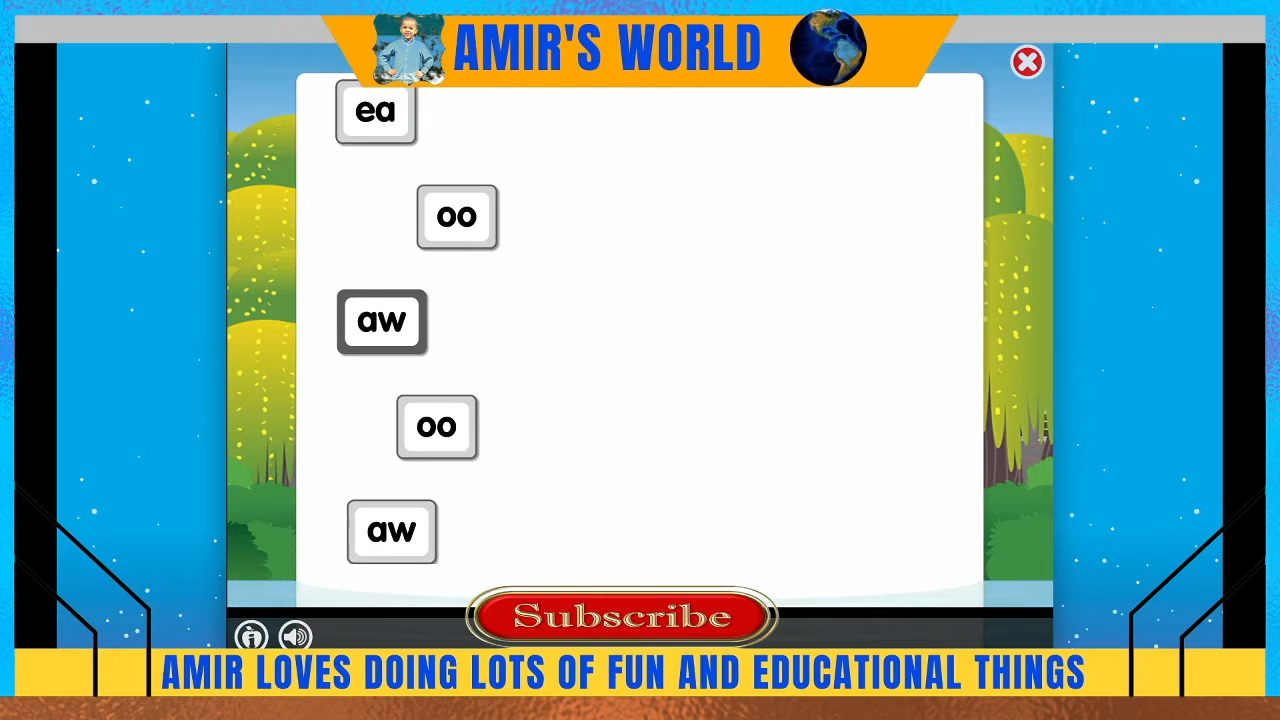 AMIR'S WORLD
ea
oo
aw
oo
aw
Subscribe
AMIR LOVES DOING LOTS OF FUN AND EDUCATIONAL THINGS